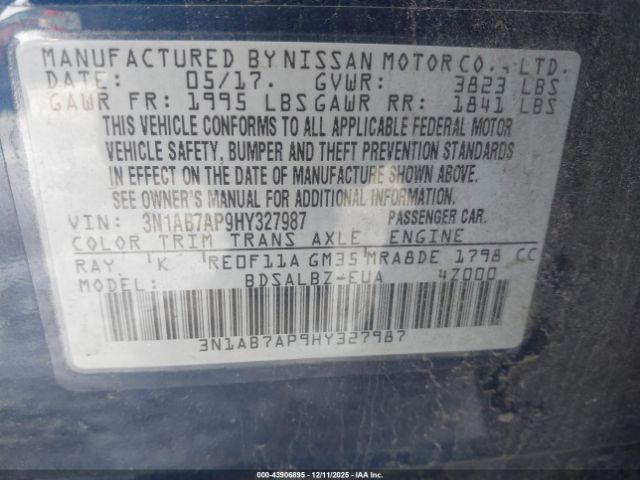 MANUFACTURED BY NISSAN MOTOR CO., LTD.
DATE: 05/17. GVWR: 3823 LBS
GAWR FR: 1995 LBS GAWR RR: 1841 LBS
THIS VEHICLE CONFORMS TO ALL APPLICABLE FEDERAL MOTOR
VEHICLE SAFETY, BUMPER AND THEFT PREVENTION STANDARDS
IN EFFECT ON THE DATE OF MANUFACTURE SHOWN ABOVE.
SEE OWNER'S MANUAL FOR ADDITIONAL INFORMATION
VIN: 3N1AB7AP9HY327987 PASSENGER CAR.
COLOR TRIM TRANS AXLE ENGINE
RAY K RE0F11A GM35 MRA8DE 1798 CC
MODEL: BDSALBZ-EUA 4Z000
3N1AB7AP9HY327987
000-43906895 - 12/11/2025 - IAAI.COM